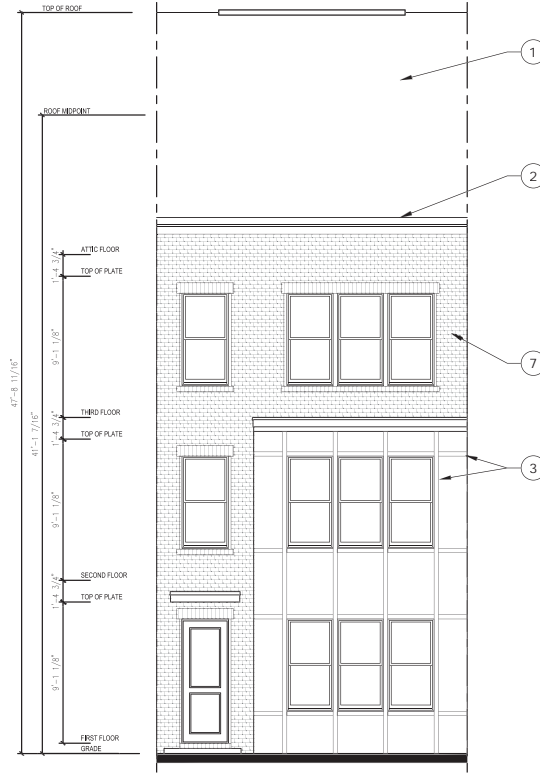 TOP OF ROOF
1
ROOF MIDPOINT
2
ATTIC FLOOR
1'-4 3/4"
TOP OF PLATE
9'-1 1/8"
7
47'-8 11/16"
41'-1 7/16"
THIRD FLOOR
1'-4 3/4"
TOP OF PLATE
3
9'-1 1/8"
SECOND FLOOR
1'-4 3/4"
TOP OF PLATE
9'-1 1/8"
FIRST FLOOR
GRADE